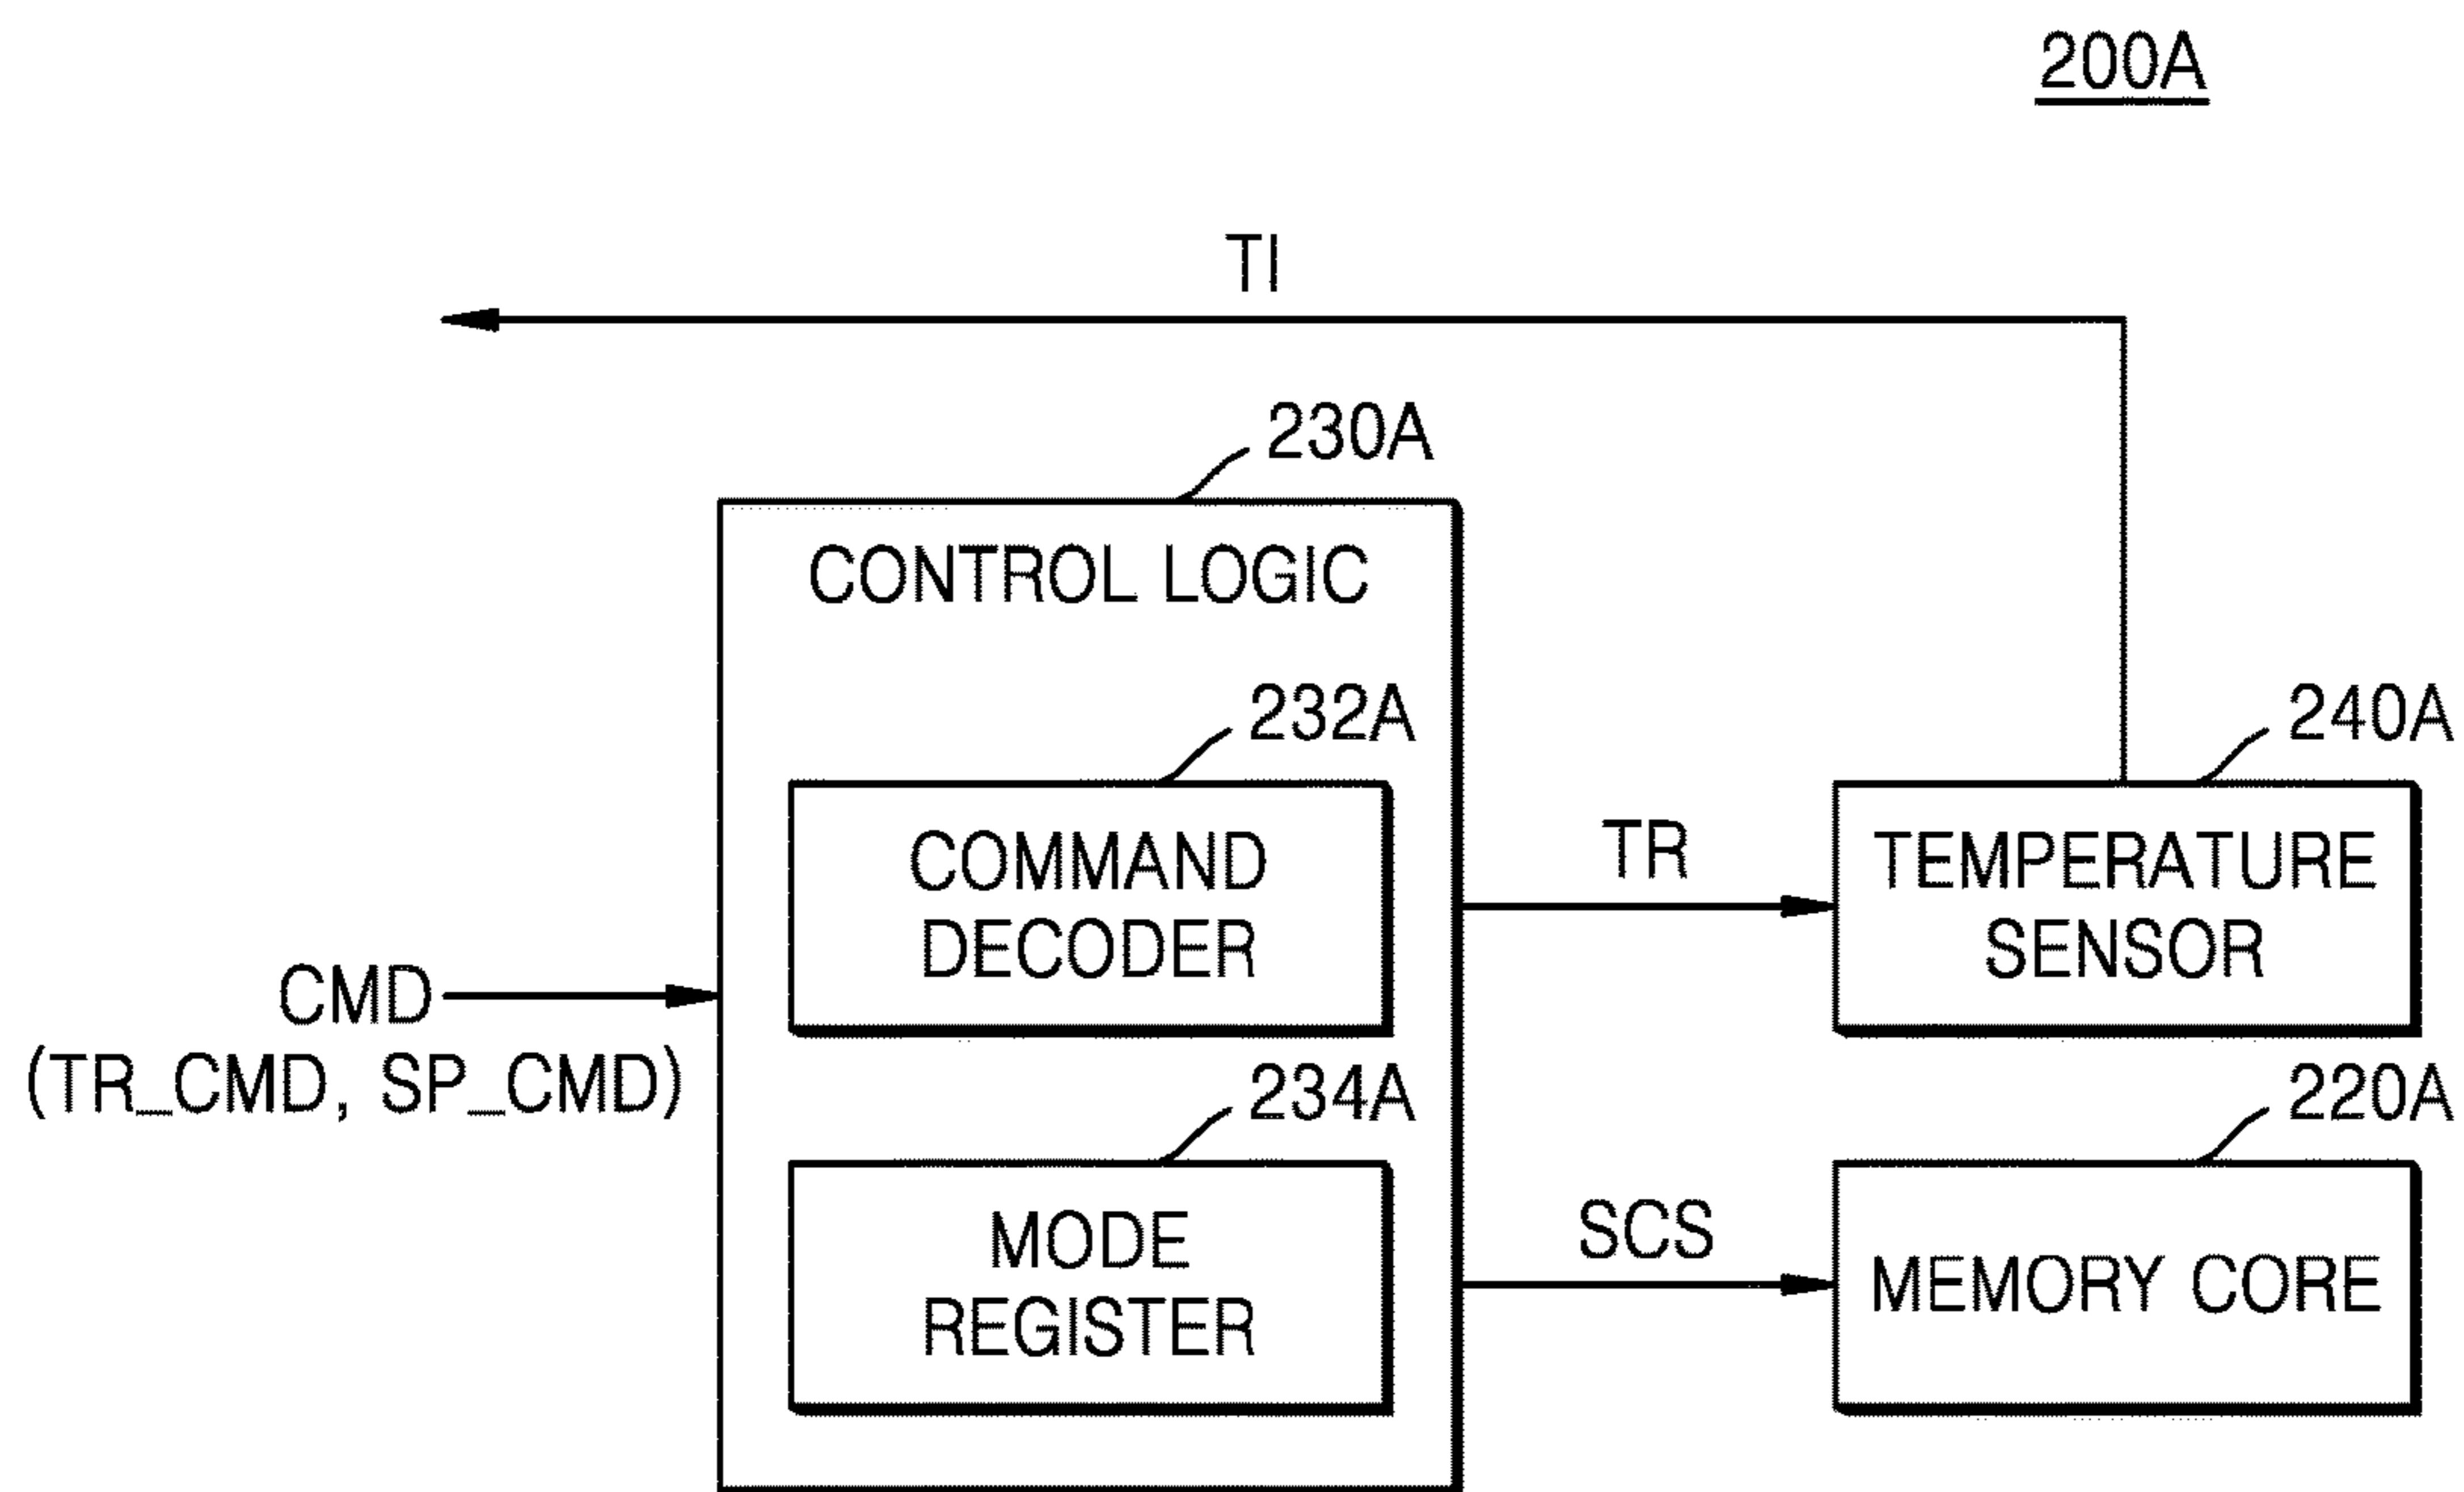 200A
TI
230A
CONTROL LOGIC
232A
240A
COMMAND
DECODER
TR
TEMPERATURE
SENSOR
CMD
(TR_CMD, SP_CMD)
234A
220A
MODE
REGISTER
SCS
MEMORY CORE